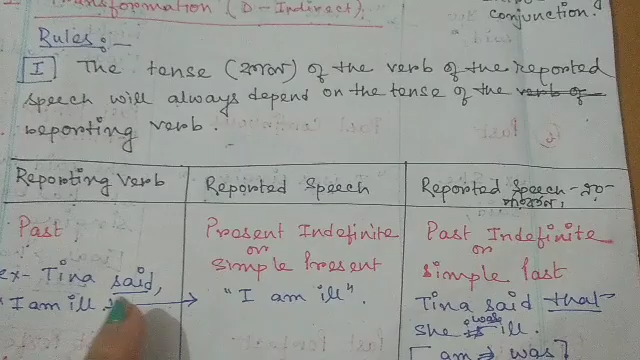 Transformation (D-Indirect).
conjunction.
Rules:-
I The tense (काल) of the verb of the Reported
speech will always depend on the tense of the verb of
reporting verb.
Reporting Verb
Reported Speech
Reported Speech
Past
Present Indefinite
or
Simple Present
Past Indefinite
or
Simple Past
ex- Tina said,
"I am ill
"I am ill".
Tina said that
she is was ill.
[am → was]